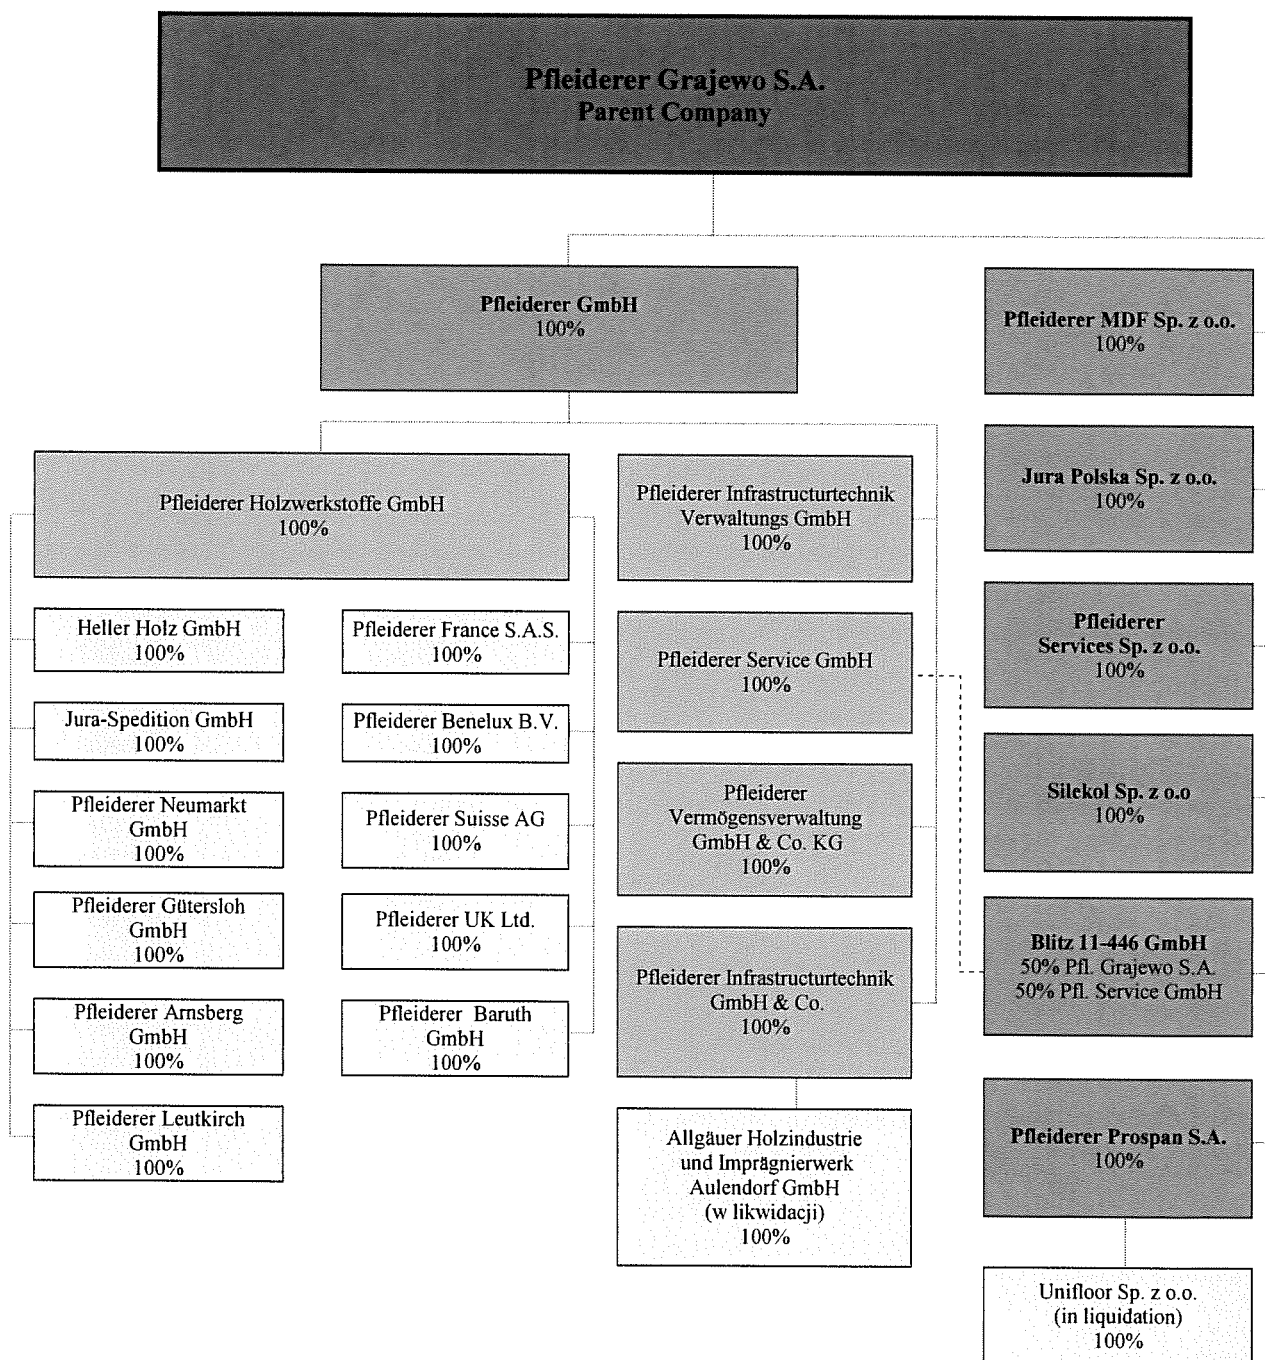 Pfleiderer Grajewo S.A.
Parent Company
Pfleiderer GmbH
100%
Pfleiderer MDF Sp. z o.o.
100%
Jura Polska Sp. z o.o.
100%
Pfleiderer
Services Sp. z o.o.
100%
Silekol Sp. z o.o
100%
Blitz 11-446 GmbH
50% Pfl. Grajewo S.A.
50% Pfl. Service GmbH
Pfleiderer Prospan S.A.
100%
Unifloor Sp. z o.o.
(in liquidation)
100%
Pfleiderer Holzwerkstoffe GmbH
100%
Heller Holz GmbH
100%
Jura-Spedition GmbH
100%
Pfleiderer Neumarkt
GmbH
100%
Pfleiderer Gütersloh
GmbH
100%
Pfleiderer Arnsberg
GmbH
100%
Pfleiderer Leutkirch
GmbH
100%
Pfleiderer France S.A.S.
100%
Pfleiderer Benelux B.V.
100%
Pfleiderer Suisse AG
100%
Pfleiderer UK Ltd.
100%
Pfleiderer Baruth
GmbH
100%
Pfleiderer Infrastructurtechnik
Verwaltungs GmbH
100%
Pfleiderer Service GmbH
100%
Pfleiderer
Vermögensverwaltung
GmbH & Co. KG
100%
Pfleiderer Infrastructurtechnik
GmbH & Co.
100%
Allgäuer Holzindustrie
und Imprägnierwerk
Aulendorf GmbH
(w likwidacji)
100%